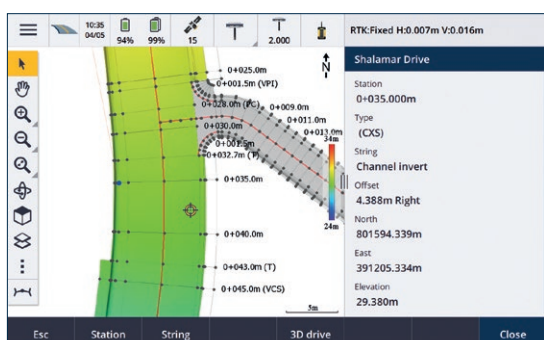 10:35
04/05
94%
99%
15
2.000
RTK:Fixed H:0.007m V:0.016m
Shalamar Drive
Station
0+035.000m
Type
(CXS)
String
Channel invert
Offset
4.388m Right
North
801594.339m
East
391205.334m
Elevation
29.380m
N
0+025.0m
0+001.5m (VPI)
0+028.0m (PC)
0+009.0m
0+011.0m
0+030.0m
0+013.0m
34m
0+032.7m
0+035.0m
24m
0+040.0m
0+043.0m (T)
0+045.0m (VCS)
5m
Esc
Station
String
3D drive
Close